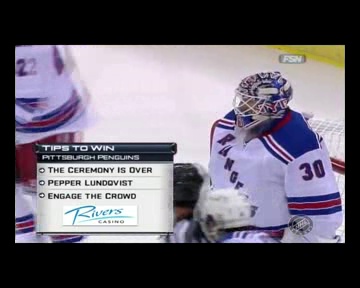 22
FSN
TIPS TO WIN
PITTSBURGH PENGUINS
THE CEREMONY IS OVER
PEPPER LUNDQVIST
ENGAGE THE CROWD
Rivers
CASINO
RANGERS
30